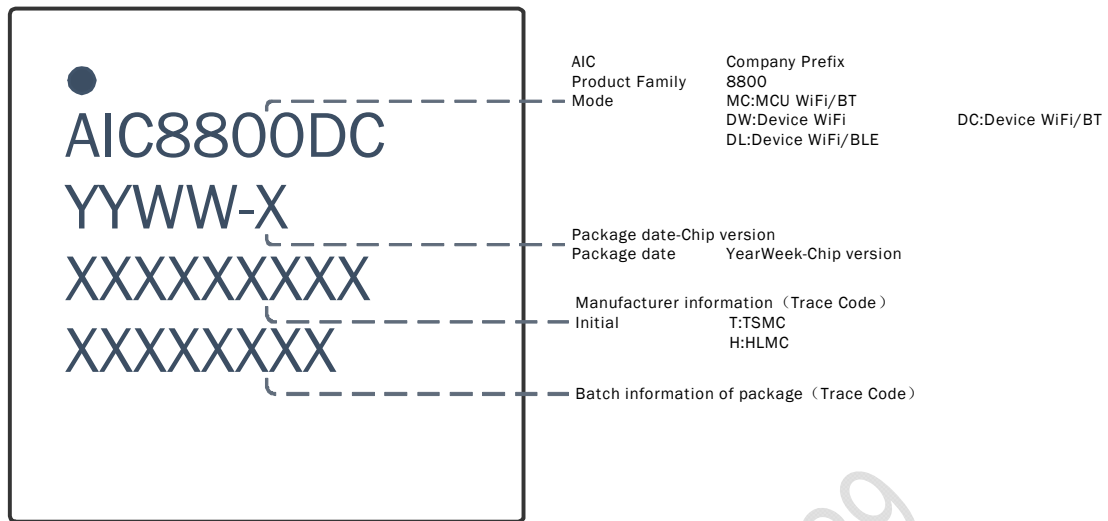 AIC8800DC
YYWW-X
XXXXXXXXX
XXXXXXXX
AIC Company Prefix
Product Family 8800
Mode MC:MCU WiFi/BT
DW:Device WiFi DC:Device WiFi/BT
DL:Device WiFi/BLE
Package date-Chip version
Package date YearWeek-Chip version
Manufacturer information（Trace Code）
Initial T:TSMC
H:HLMC
Batch information of package（Trace Code）